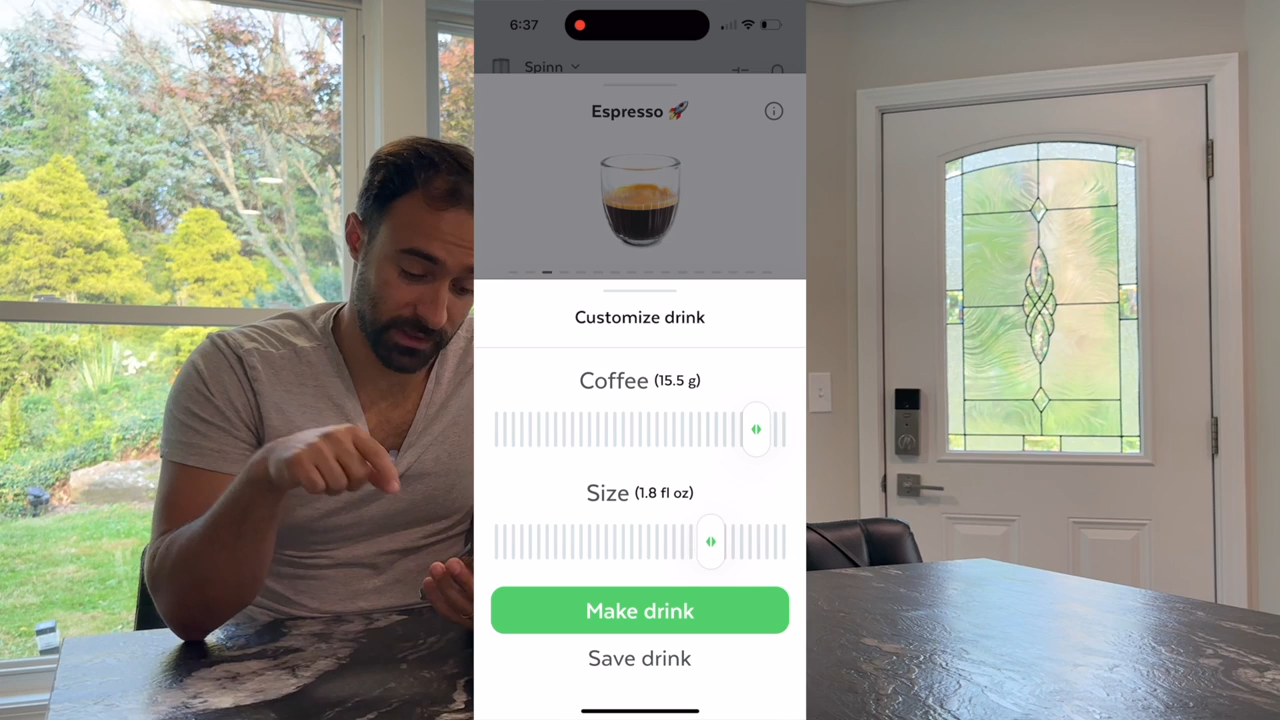 6:37
Spinn
Espresso 🚀
Customize drink
Coffee (15.5 g)
Size (1.8 fl oz)
Make drink
Save drink